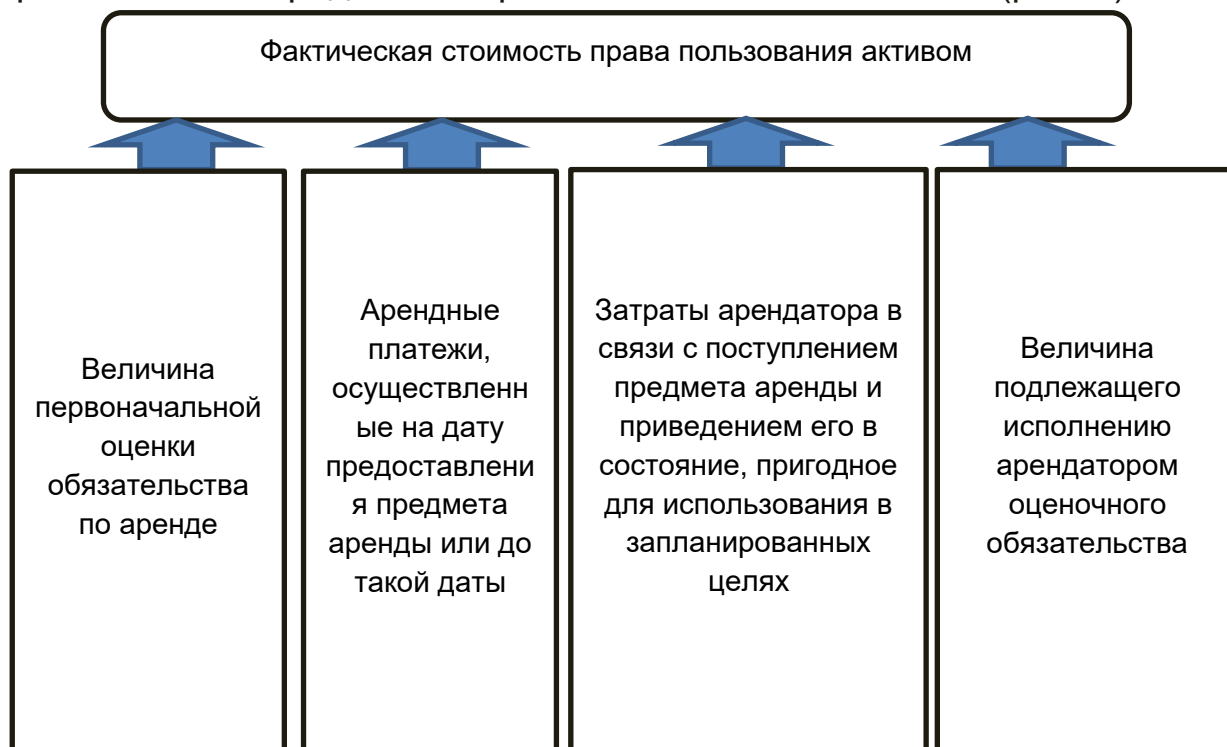 Фактическая стоимость права пользования активом
Величина
первоначальной
оценки
обязательства
по аренде
Арендные
платежи,
осуществленн
ые на дату
предоставлени
я предмета
аренды или до
такой даты
Затраты арендатора в
связи с поступлением
предмета аренды и
приведением его в
состояние, пригодное
для использования в
запланированных
целях
Величина
подлежащего
исполнению
арендатором
оценочного
обязательства